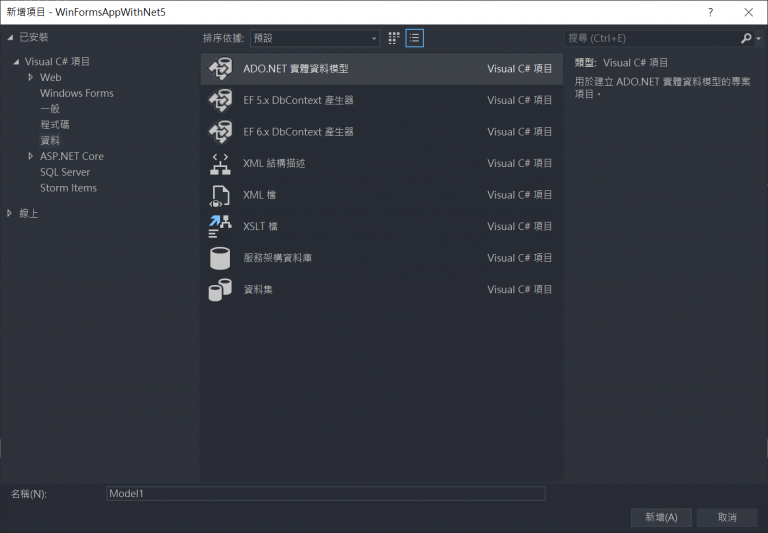 新增項目 - WinFormsAppWithNet5
?
已安裝
排序依據: 預設
搜尋 (Ctrl+E)
Visual C# 項目
Web
Windows Forms
一般
程式碼
資料
ASP.NET Core
SQL Server
Storm Items
線上
ADO.NET 實體資料模型 Visual C# 項目
EF 5.x DbContext 產生器 Visual C# 項目
EF 6.x DbContext 產生器 Visual C# 項目
XML 結構描述 Visual C# 項目
XML 檔 Visual C# 項目
XSLT 檔 Visual C# 項目
服務架構資料庫 Visual C# 項目
資料集 Visual C# 項目
類型: Visual C# 項目
用於建立 ADO.NET 實體資料模型的專案
項目。
名稱(N): Model1
新增(A) 取消